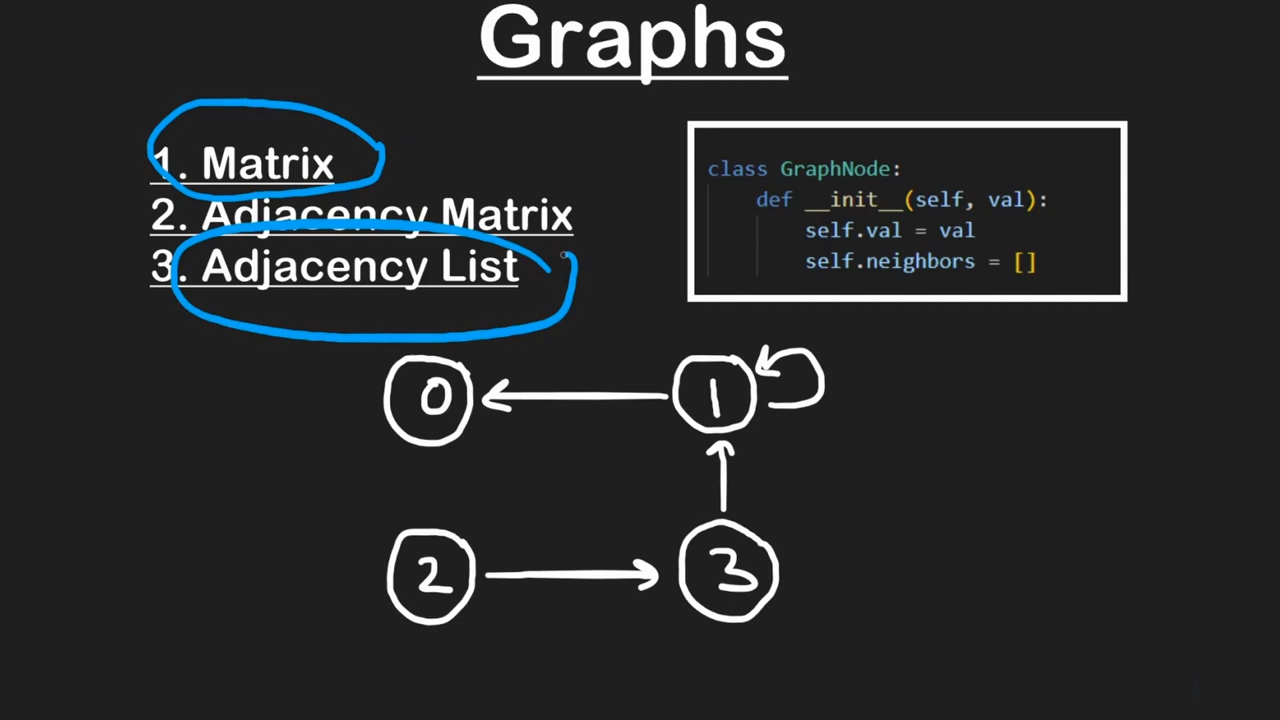 Graphs
1. Matrix
2. Adjacency Matrix
3. Adjacency List
class GraphNode:
def __init__(self, val):
self.val = val
self.neighbors = []
0
1
2
3